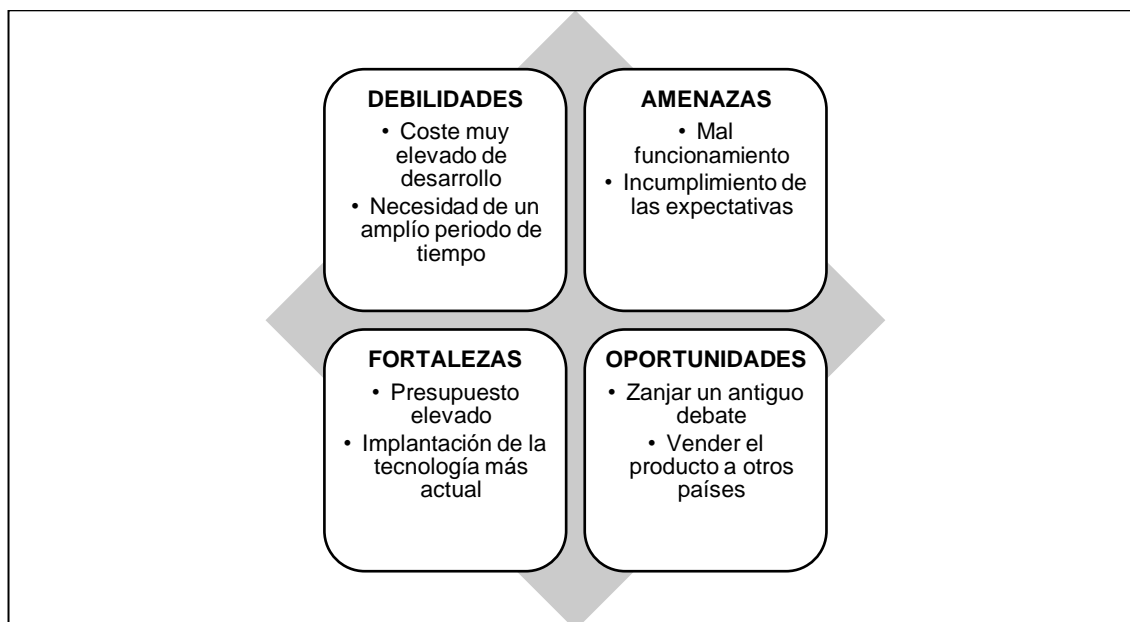 DEBILIDADES
• Coste muy
elevado de
desarrollo
• Necesidad de un
amplío periodo de
tiempo
AMENAZAS
• Mal
funcionamiento
• Incumplimiento de
las expectativas
FORTALEZAS
• Presupuesto
elevado
• Implantación de la
tecnología más
actual
OPORTUNIDADES
• Zanjar un antiguo
debate
• Vender el
producto a otros
países